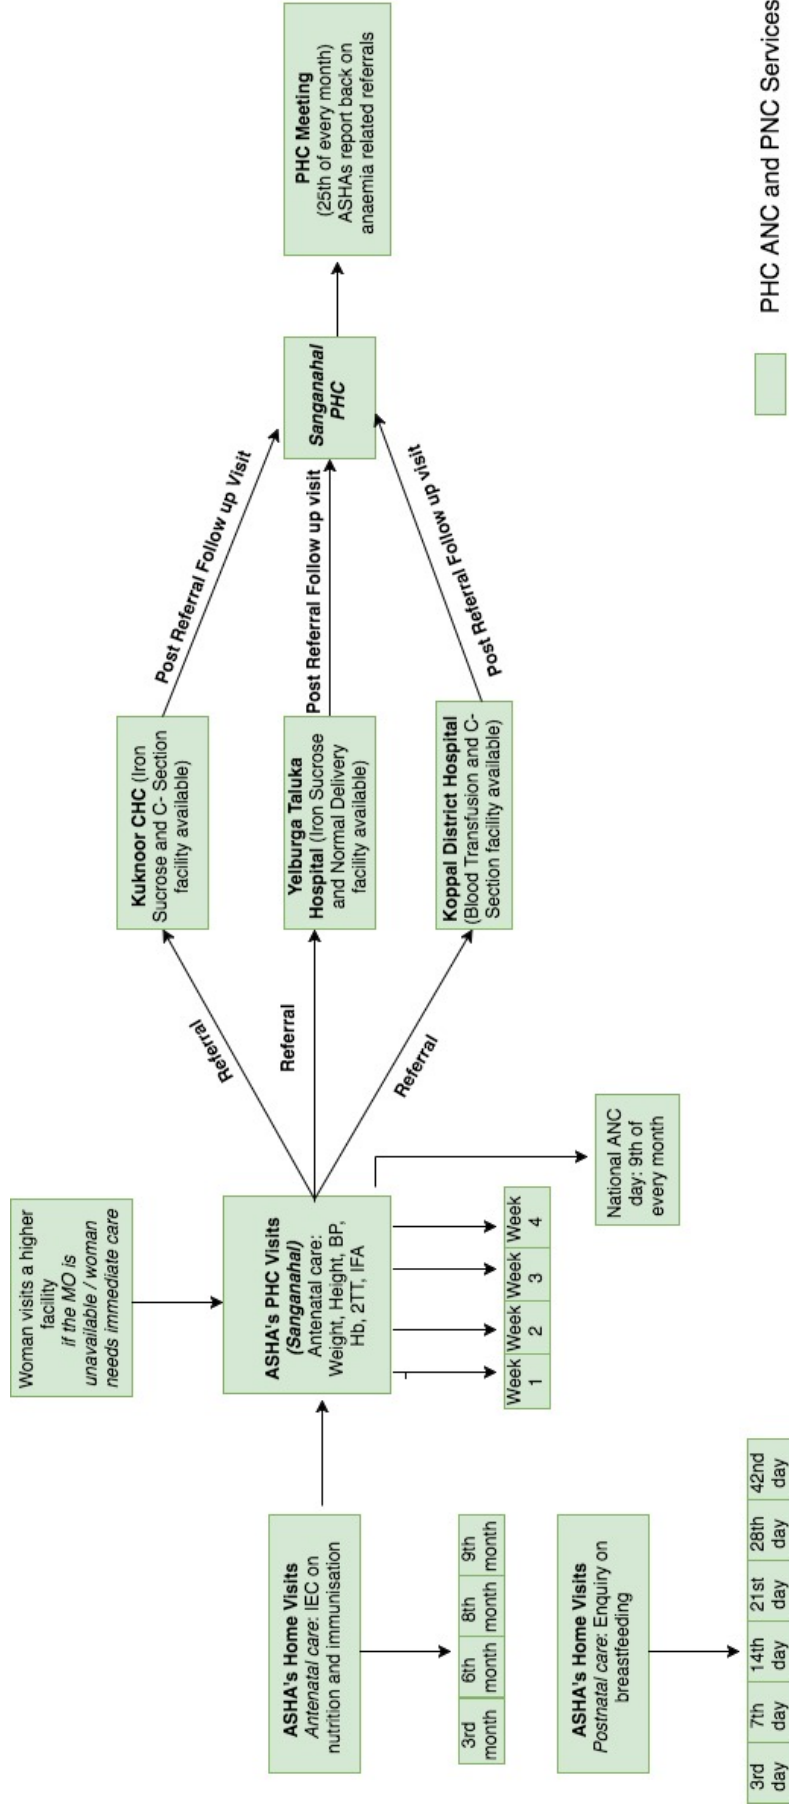 Woman visits a higher
facility
if the MO is
unavailable / woman
needs immediate care
ASHA's Home Visits
Antenatal care: IEC on
nutrition and immunisation
3rd
month
6th
month
8th
month
9th
month
ASHA's Home Visits
Postnatal care: Enquiry on
breastfeeding
3rd
day
7th
day
14th
day
21st
day
28th
day
42nd
day
ASHA's PHC Visits
(Sanganahal)
Antenatal care:
Weight, Height, BP,
Hb, 2TT, IFA
Week
1
Week
2
Week
3
Week
4
National ANC
day: 9th of
every month
Referral
Referral
Referral
Kuknoor CHC (Iron
Sucrose and C- Section
facility available)
Yelburga Taluka
Hospital (Iron Sucrose
and Normal Delivery
facility available)
Koppal District Hospital
(Blood Transfusion and C-
Section facility available)
Post Referral Follow up Visit
Post Referral Follow up visit
Post Referral Follow up visit
Sanganahal
PHC
PHC Meeting
(25th of every month)
ASHAs report back on
anaemia related referrals
PHC ANC and PNC Services